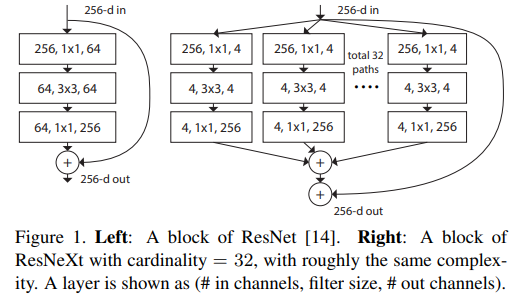 256-d in
256, 1x1, 64
64, 3x3, 64
64, 1x1, 256
+
256-d out
256-d in
256, 1x1, 4
256, 1x1, 4
total 32
paths
....
256, 1x1, 4
4, 3x3, 4
4, 3x3, 4
4, 3x3, 4
4, 1x1, 256
4, 1x1, 256
4, 1x1, 256
+
+
256-d out
Figure 1. Left: A block of ResNet [14]. Right: A block of
ResNeXt with cardinality = 32, with roughly the same complex-
ity. A layer is shown as (# in channels, filter size, # out channels).